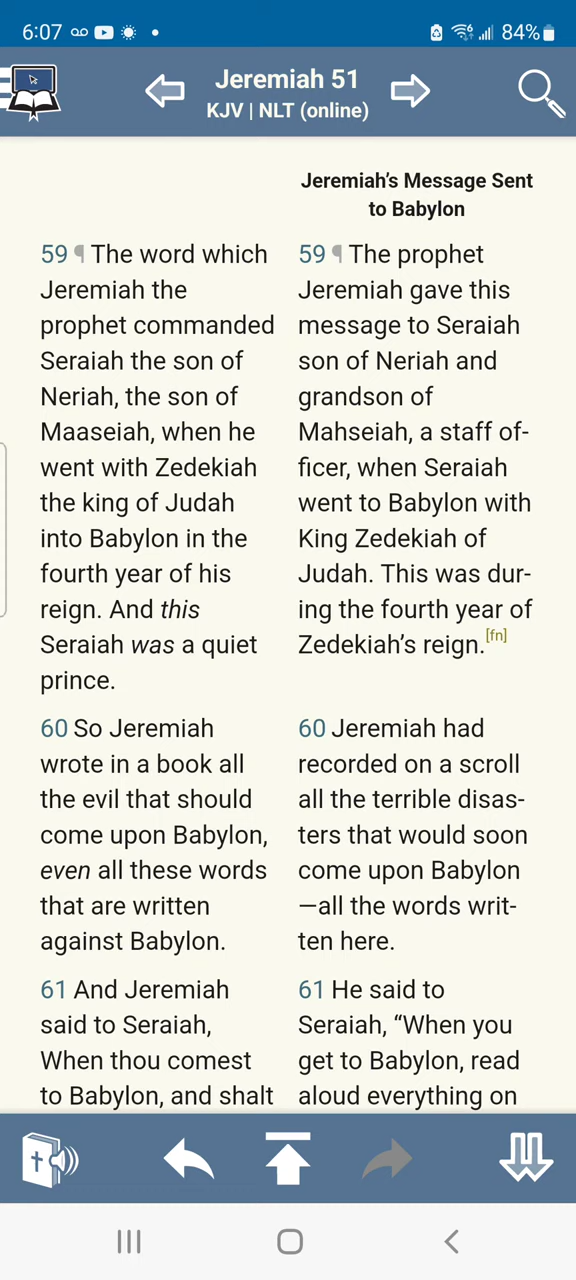 6:07
84%
Jeremiah 51
KJV | NLT (online)
Jeremiah’s Message Sent
to Babylon
59 ¶ The word which
Jeremiah the
prophet commanded
Seraiah the son of
Neriah, the son of
Maaseiah, when he
went with Zedekiah
the king of Judah
into Babylon in the
fourth year of his
reign. And this
Seraiah was a quiet
prince.
60 So Jeremiah
wrote in a book all
the evil that should
come upon Babylon,
even all these words
that are written
against Babylon.
61 And Jeremiah
said to Seraiah,
When thou comest
to Babylon, and shalt
59 ¶ The prophet
Jeremiah gave this
message to Seraiah
son of Neriah and
grandson of
Mahseiah, a staff of-
ficer, when Seraiah
went to Babylon with
King Zedekiah of
Judah. This was dur-
ing the fourth year of
Zedekiah’s reign.[fn]
60 Jeremiah had
recorded on a scroll
all the terrible disas-
ters that would soon
come upon Babylon
—all the words writ-
ten here.
61 He said to
Seraiah, “When you
get to Babylon, read
aloud everything on